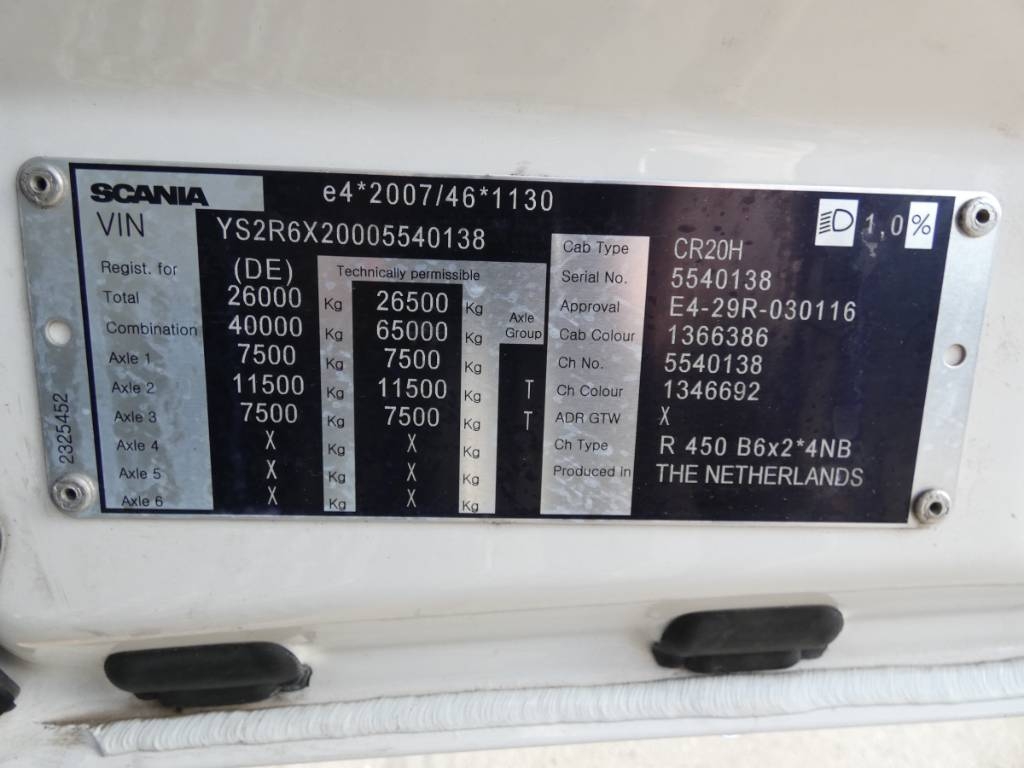 SCANIA e4*2007/46*1130
VIN YS2R6X20005540138 1,0 %
Regist. for (DE) Technically permissible
Total 26000 Kg 26500 Kg Axle Group
Combination 40000 Kg 65000 Kg
Axle 1 7500 Kg 7500 Kg
Axle 2 11500 Kg 11500 Kg T
Axle 3 7500 Kg 7500 Kg T
Axle 4 X Kg X Kg
Axle 5 X Kg X Kg
Axle 6 X Kg X Kg
Cab Type CR20H
Serial No. 5540138
Approval E4-29R-030116
Cab Colour 1366386
Ch No. 5540138
Ch Colour 1346692
ADR GTW X
Ch Type R 450 B6x2*4NB
Produced in THE NETHERLANDS
2325452